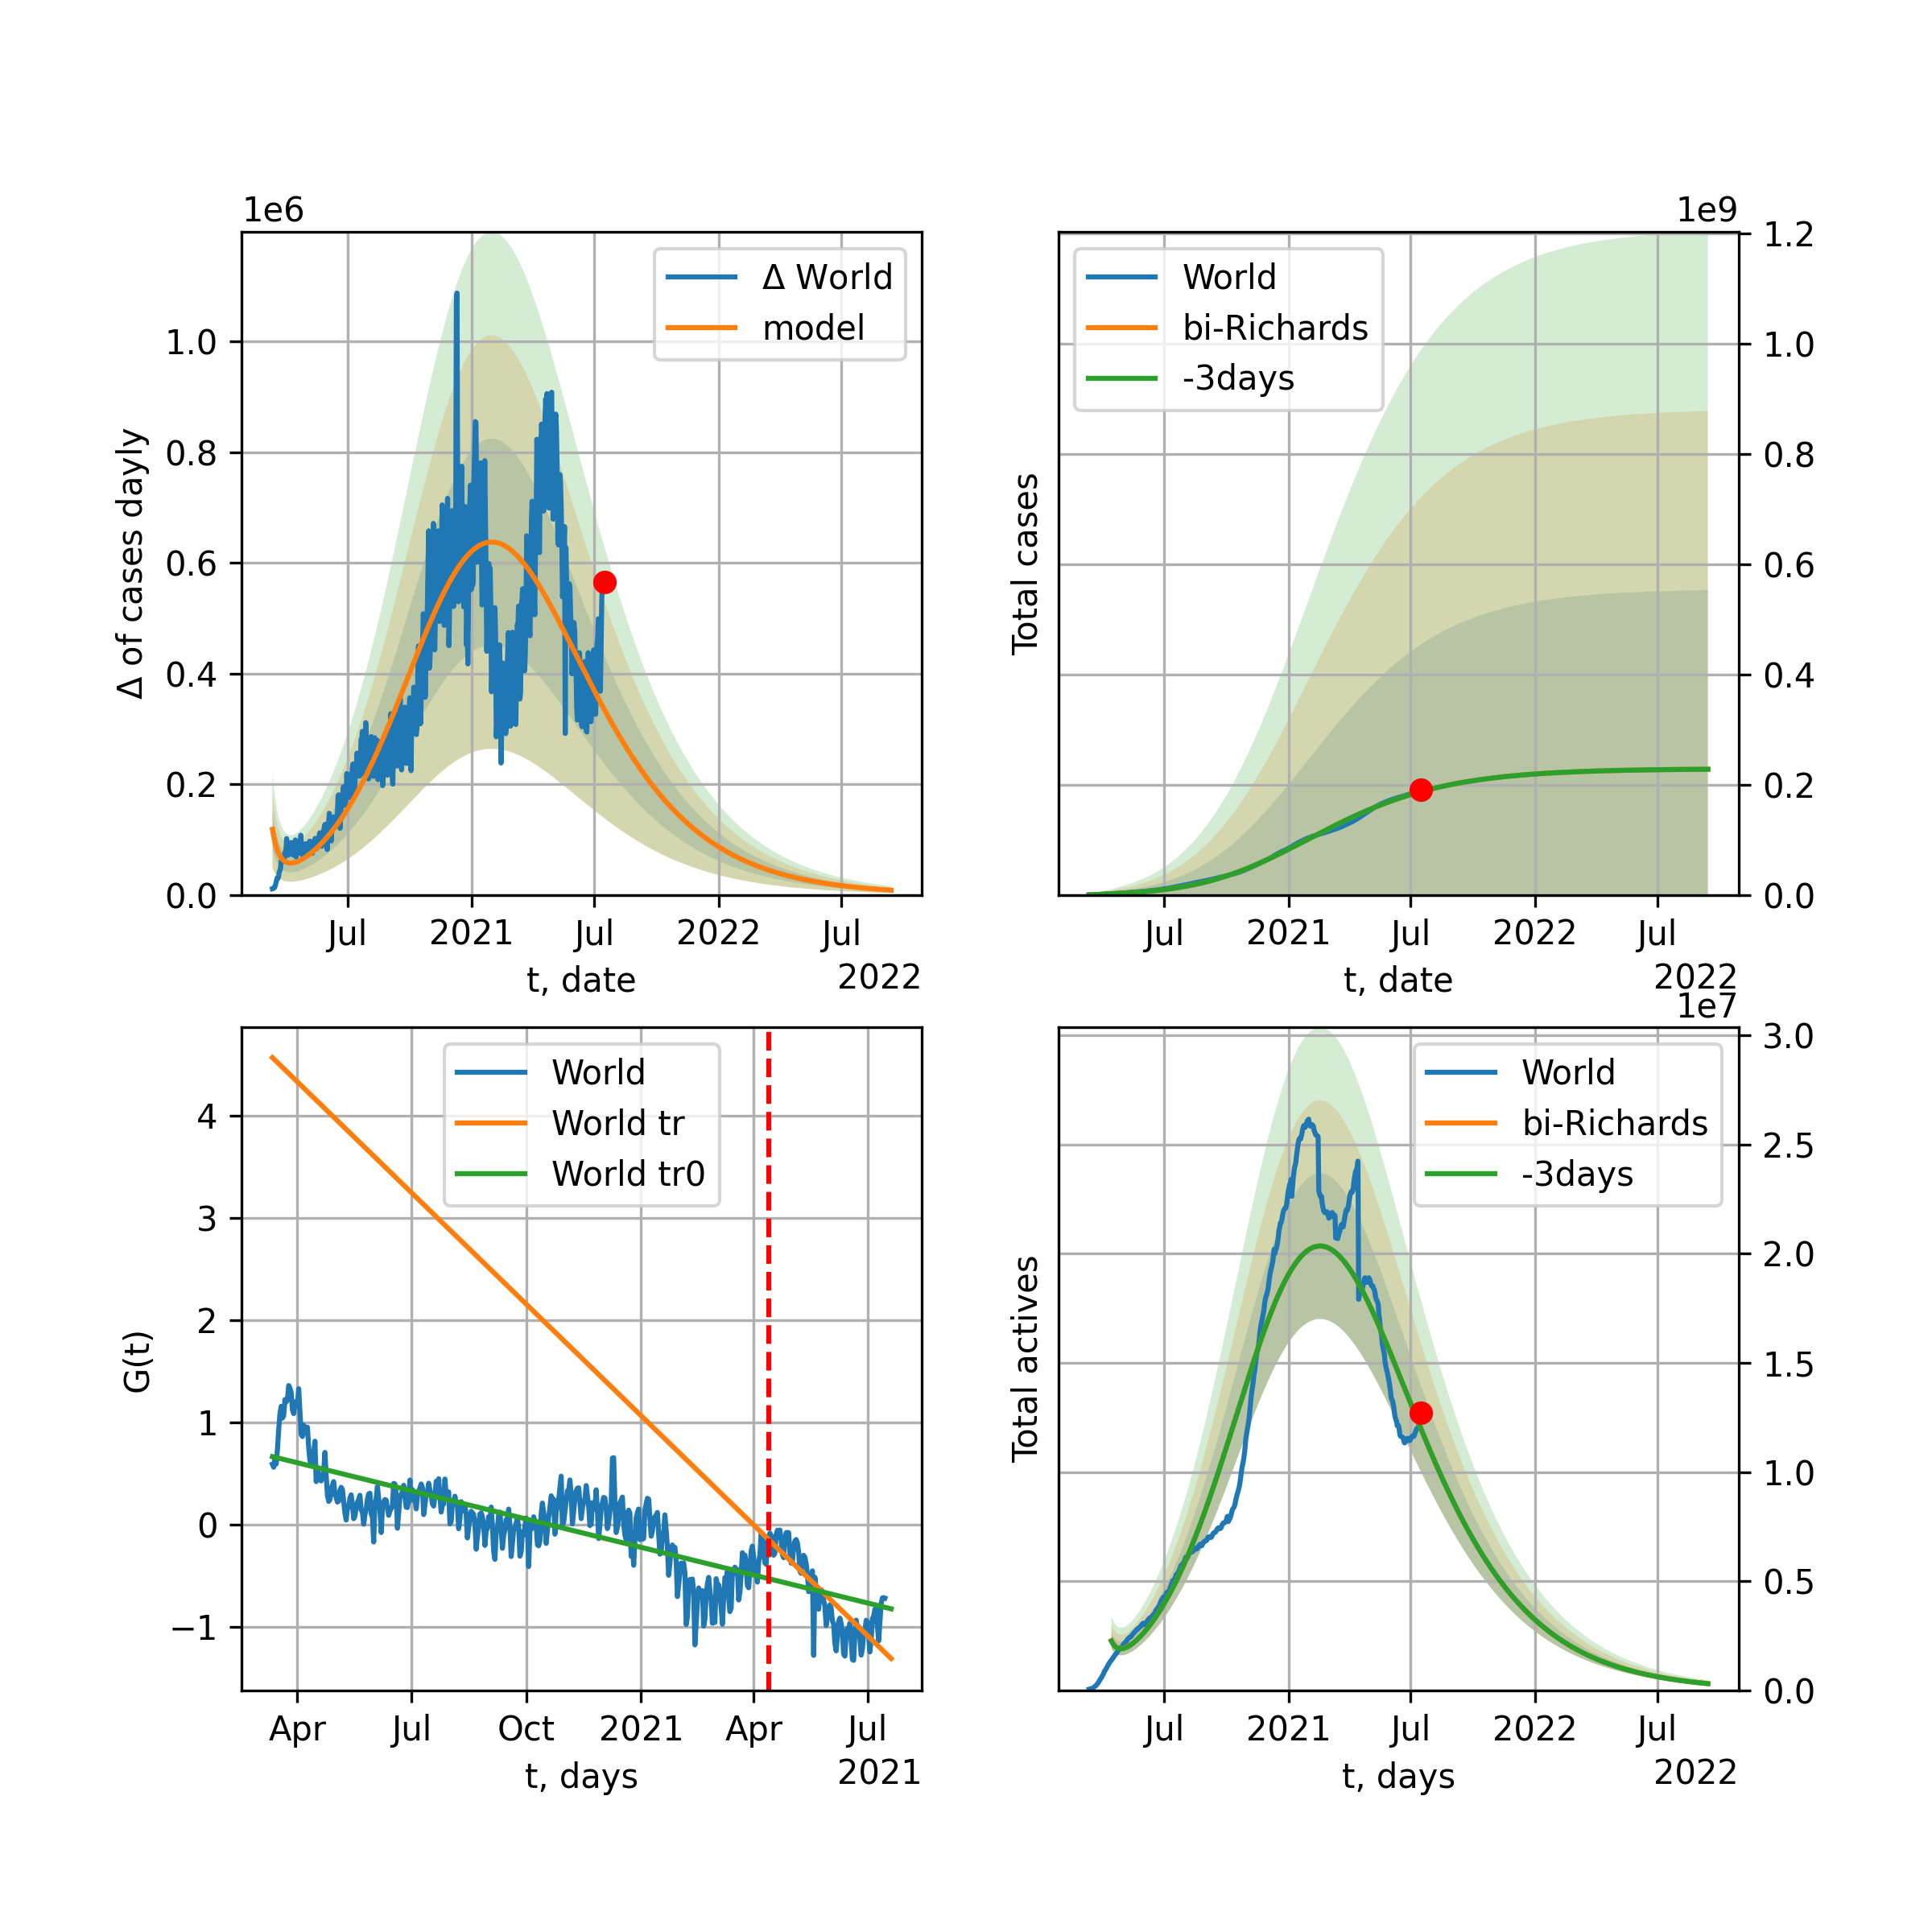 1e6
Δ World
model
1.0
0.8
0.6
0.4
0.2
0.0
Δ of cases dayly
Jul
2021
Jul
2022
Jul
t, date
2022
1e9
World
bi-Richards
-3days
Total cases
1.2
1.0
0.8
0.6
0.4
0.2
0.0
Jul
2021
Jul
2022
Jul
t, date
2022
World
World tr
World tr0
4
3
2
1
0
−1
G(t)
Apr
Jul
Oct
2021
Apr
Jul
t, days
2021
1e7
World
bi-Richards
-3days
Total actives
3.0
2.5
2.0
1.5
1.0
0.5
0.0
Jul
2021
Jul
2022
Jul
t, days
2022